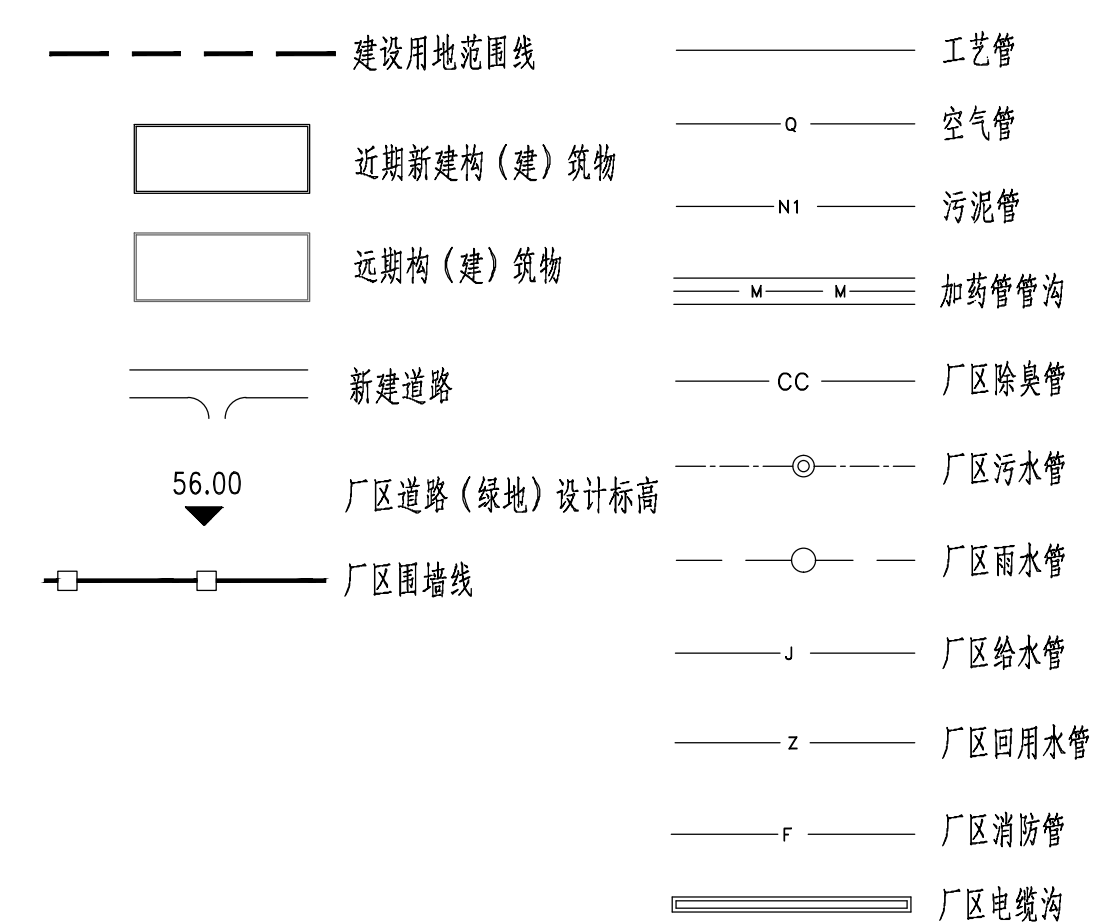 建设用地范围线
近期新建构（建）筑物
远期构（建）筑物
新建道路
56.00
厂区道路（绿地）设计标高
厂区围墙线
工艺管
Q 空气管
N1 污泥管
M M 加药管管沟
CC 厂区除臭管
厂区污水管
厂区雨水管
J 厂区给水管
Z 厂区回用水管
F 厂区消防管
厂区电缆沟